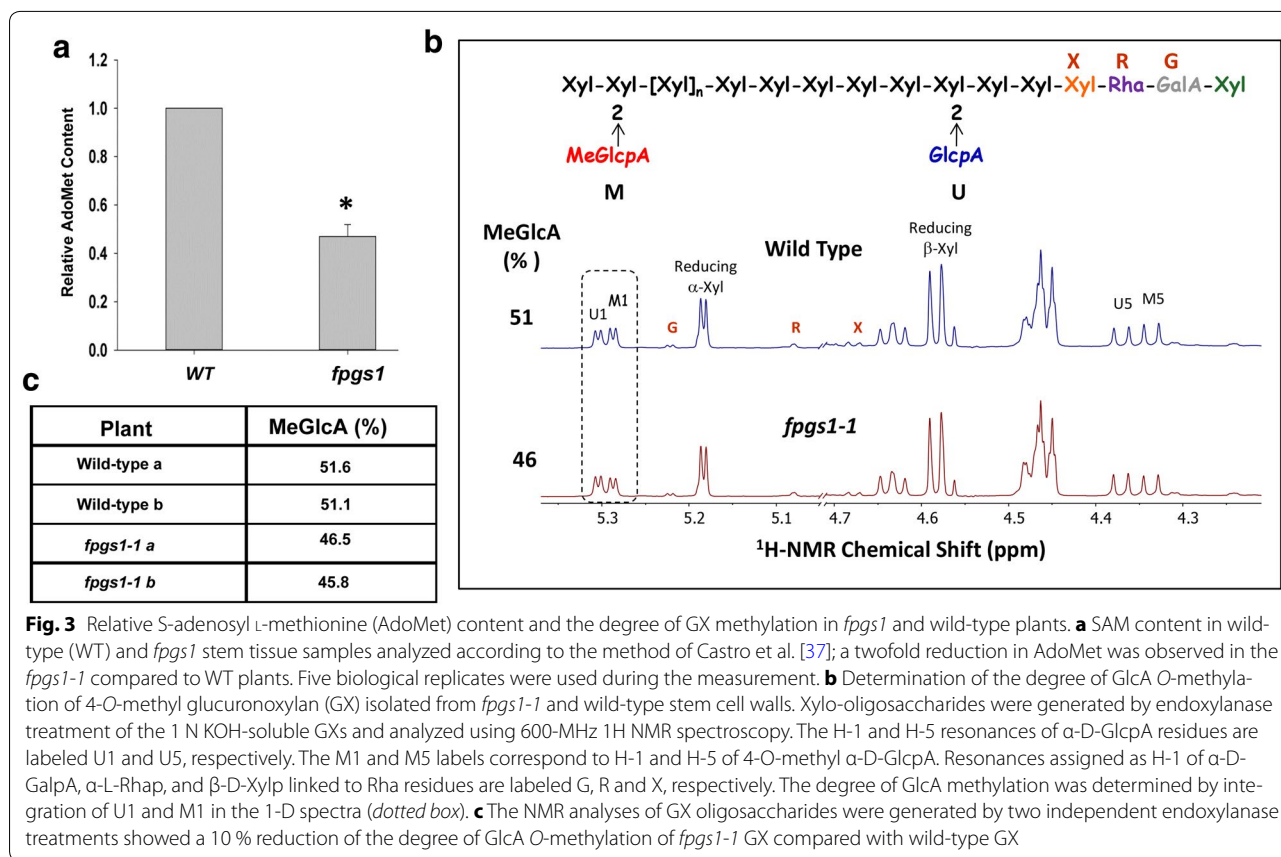 a
1.2
1.0
0.8
0.6
0.4
0.2
0.0
Relative AdoMet Content
*
WT
fpgs1
b
X R G
Xyl-Xyl-[Xyl]n-Xyl-Xyl-Xyl-Xyl-Xyl-Xyl-Xyl-Xyl-Xyl-Rha-GalA-Xyl
2 2
MeGlcpA GlcpA
M U
MeGlcA
(% )
Wild Type
Reducing
α-Xyl
Reducing
β-Xyl
U1 M1
G
R
X
U5 M5
51
fpgs1-1
46
5.3 5.2 5.1 4.7 4.6 4.5 4.4 4.3
1H-NMR Chemical Shift (ppm)
c
Plant MeGlcA (%)
Wild-type a 51.6
Wild-type b 51.1
fpgs1-1 a 46.5
fpgs1-1 b 45.8
Fig. 3 Relative S-adenosyl L-methionine (AdoMet) content and the degree of GX methylation in fpgs1 and wild-type plants. a SAM content in wild-
type (WT) and fpgs1 stem tissue samples analyzed according to the method of Castro et al. [37]; a twofold reduction in AdoMet was observed in the
fpgs1-1 compared to WT plants. Five biological replicates were used during the measurement. b Determination of the degree of GlcA O-methyla-
tion of 4-O-methyl glucuronoxylan (GX) isolated from fpgs1-1 and wild-type stem cell walls. Xylo-oligosaccharides were generated by endoxylanase
treatment of the 1 N KOH-soluble GXs and analyzed using 600-MHz 1H NMR spectroscopy. The H-1 and H-5 resonances of α-D-GlcpA residues are
labeled U1 and U5, respectively. The M1 and M5 labels correspond to H-1 and H-5 of 4-O-methyl α-D-GlcpA. Resonances assigned as H-1 of α-D-
GalpA, α-L-Rhap, and β-D-Xylp linked to Rha residues are labeled G, R and X, respectively. The degree of GlcA methylation was determined by inte-
gration of U1 and M1 in the 1-D spectra (dotted box). c The NMR analyses of GX oligosaccharides were generated by two independent endoxylanase
treatments showed a 10 % reduction of the degree of GlcA O-methylation of fpgs1-1 GX compared with wild-type GX